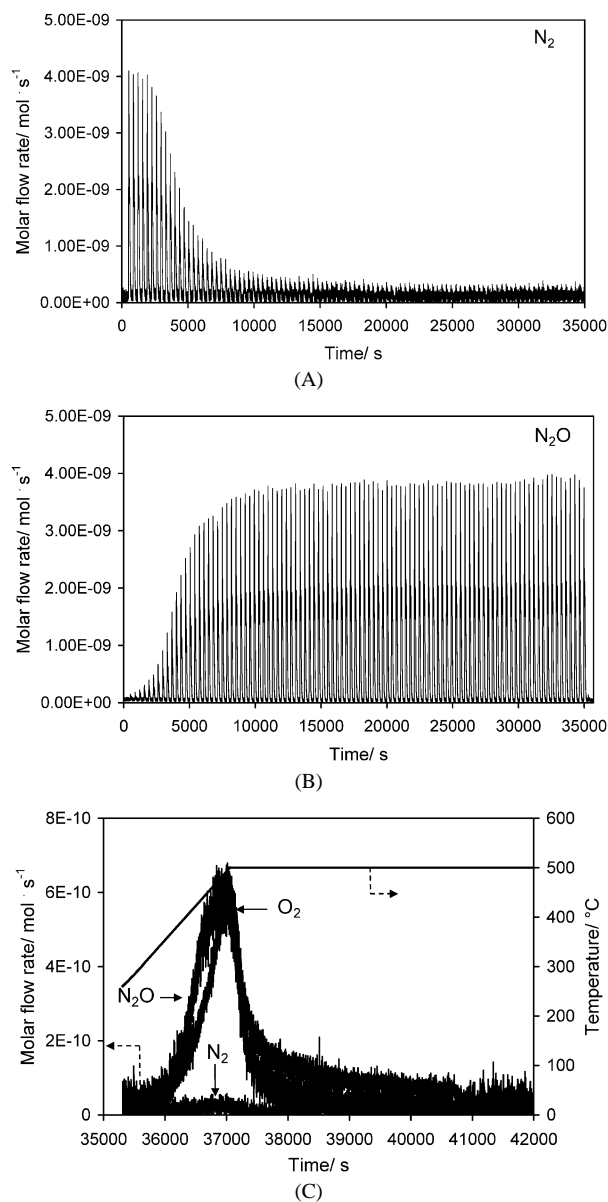 N₂
Molar flow rate/ mol · s⁻¹
5.00E-09
4.00E-09
3.00E-09
2.00E-09
1.00E-09
0.00E+00
0 5000 10000 15000 20000 25000 30000 35000
Time/ s
(A)
N₂O
Molar flow rate/ mol · s⁻¹
5.00E-09
4.00E-09
3.00E-09
2.00E-09
1.00E-09
0.00E+00
0 5000 10000 15000 20000 25000 30000 35000
Time/ s
(B)
Molar flow rate/ mol · s⁻¹
8E-10
6E-10
4E-10
2E-10
0
O₂
N₂O
N₂
600
500
400
300
200
100
0
Temperature/ °C
35000 36000 37000 38000 39000 40000 41000 42000
Time/ s
(C)